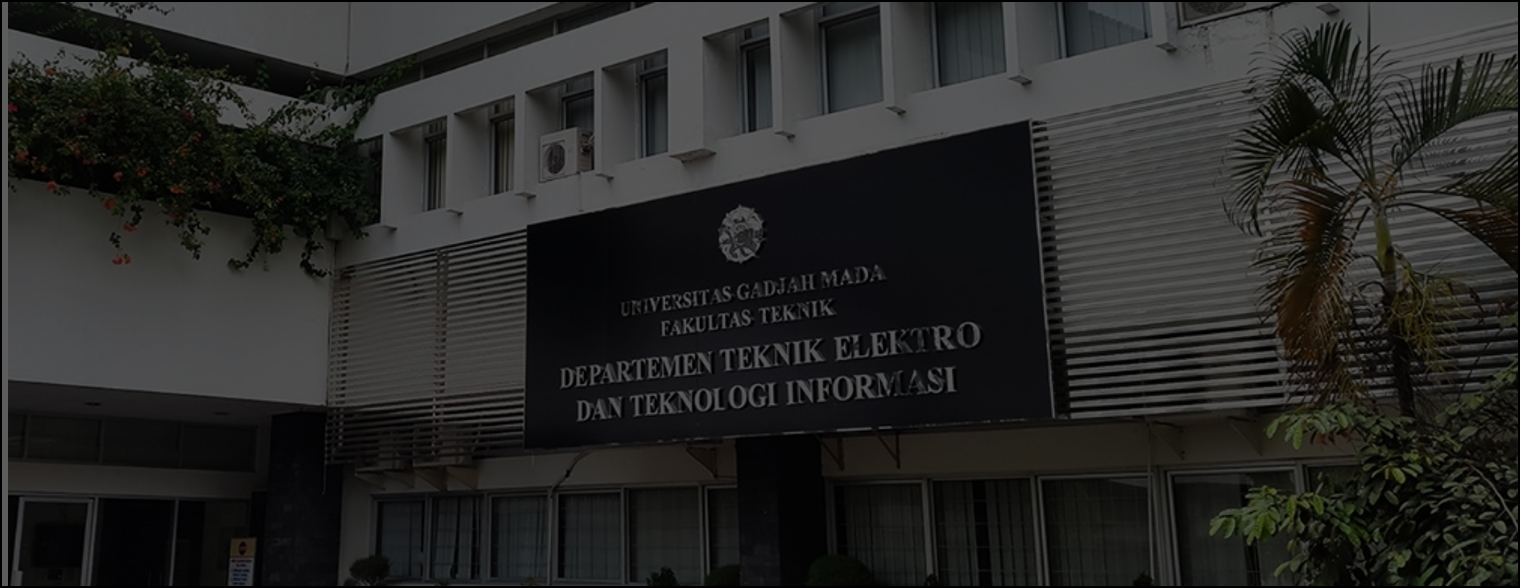 UNIVERSITAS GADJAH MADA
FAKULTAS TEKNIK
DEPARTEMEN TEKNIK ELEKTRO
DAN TEKNOLOGI INFORMASI